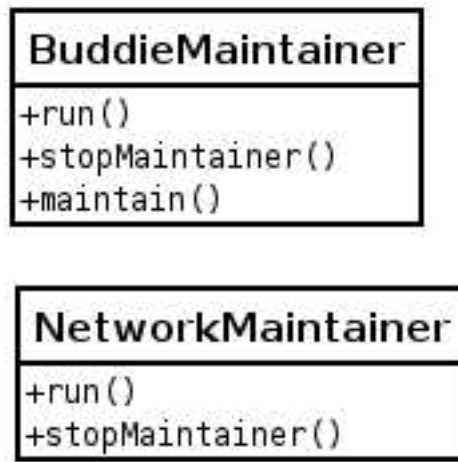 BuddieMaintainer
+run()
+stopMaintainer()
+maintain()
NetworkMaintainer
+run()
+stopMaintainer()